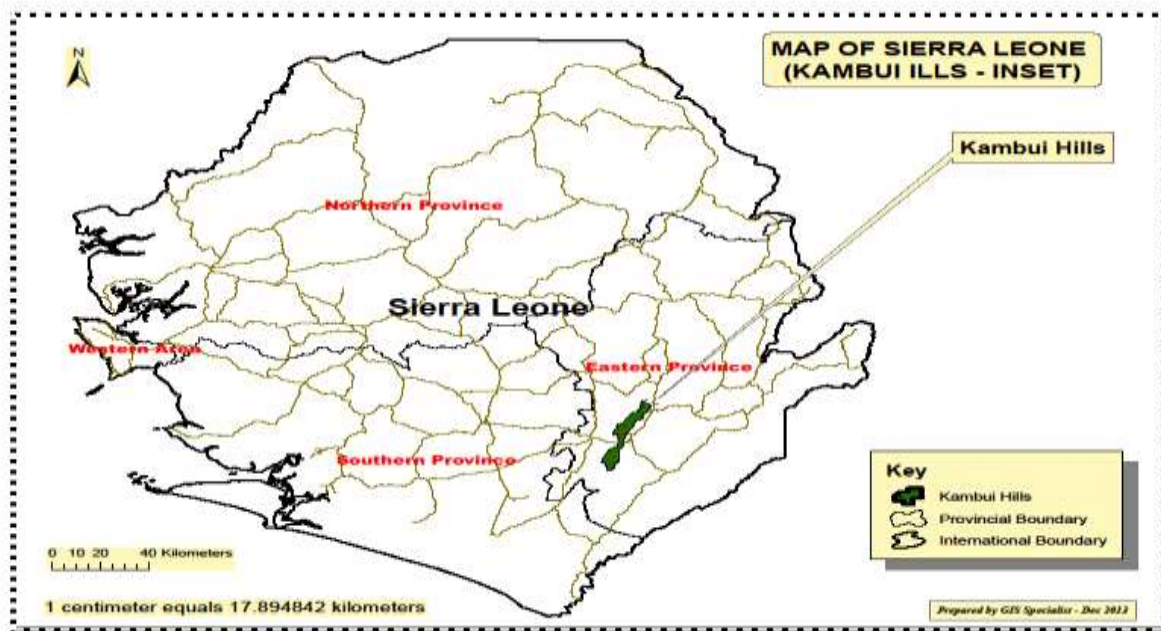 N
MAP OF SIERRA LEONE
(KAMBUI ILLS - INSET)
Kambui Hills
Northern Province
Sierra Leone
Western Area
Eastern Province
Southern Province
Key
Kambui Hills
Provincial Boundary
International Boundary
0 10 20 40 Kilometers
1 centimeter equals 17.894842 kilometers
Prepared by GIS Specialist - Dec 2013